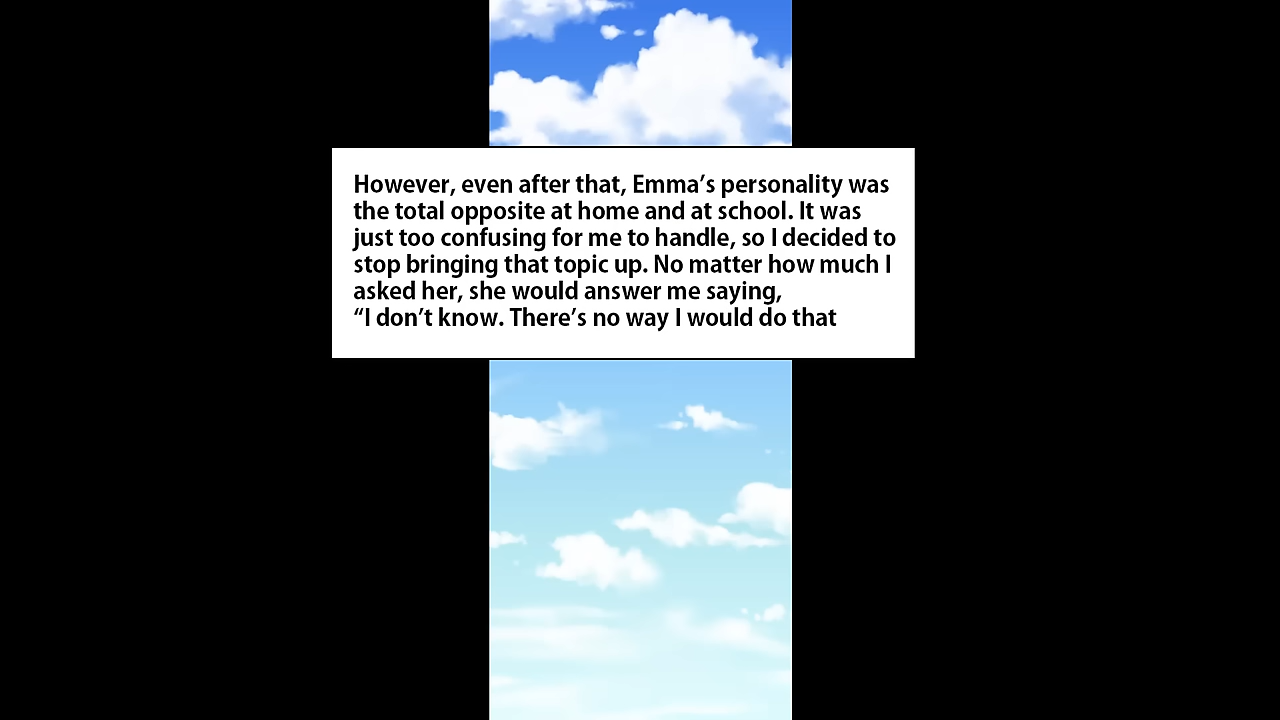 However, even after that, Emma’s personality was
the total opposite at home and at school. It was
just too confusing for me to handle, so I decided to
stop bringing that topic up. No matter how much I
asked her, she would answer me saying,
“I don’t know. There’s no way I would do that